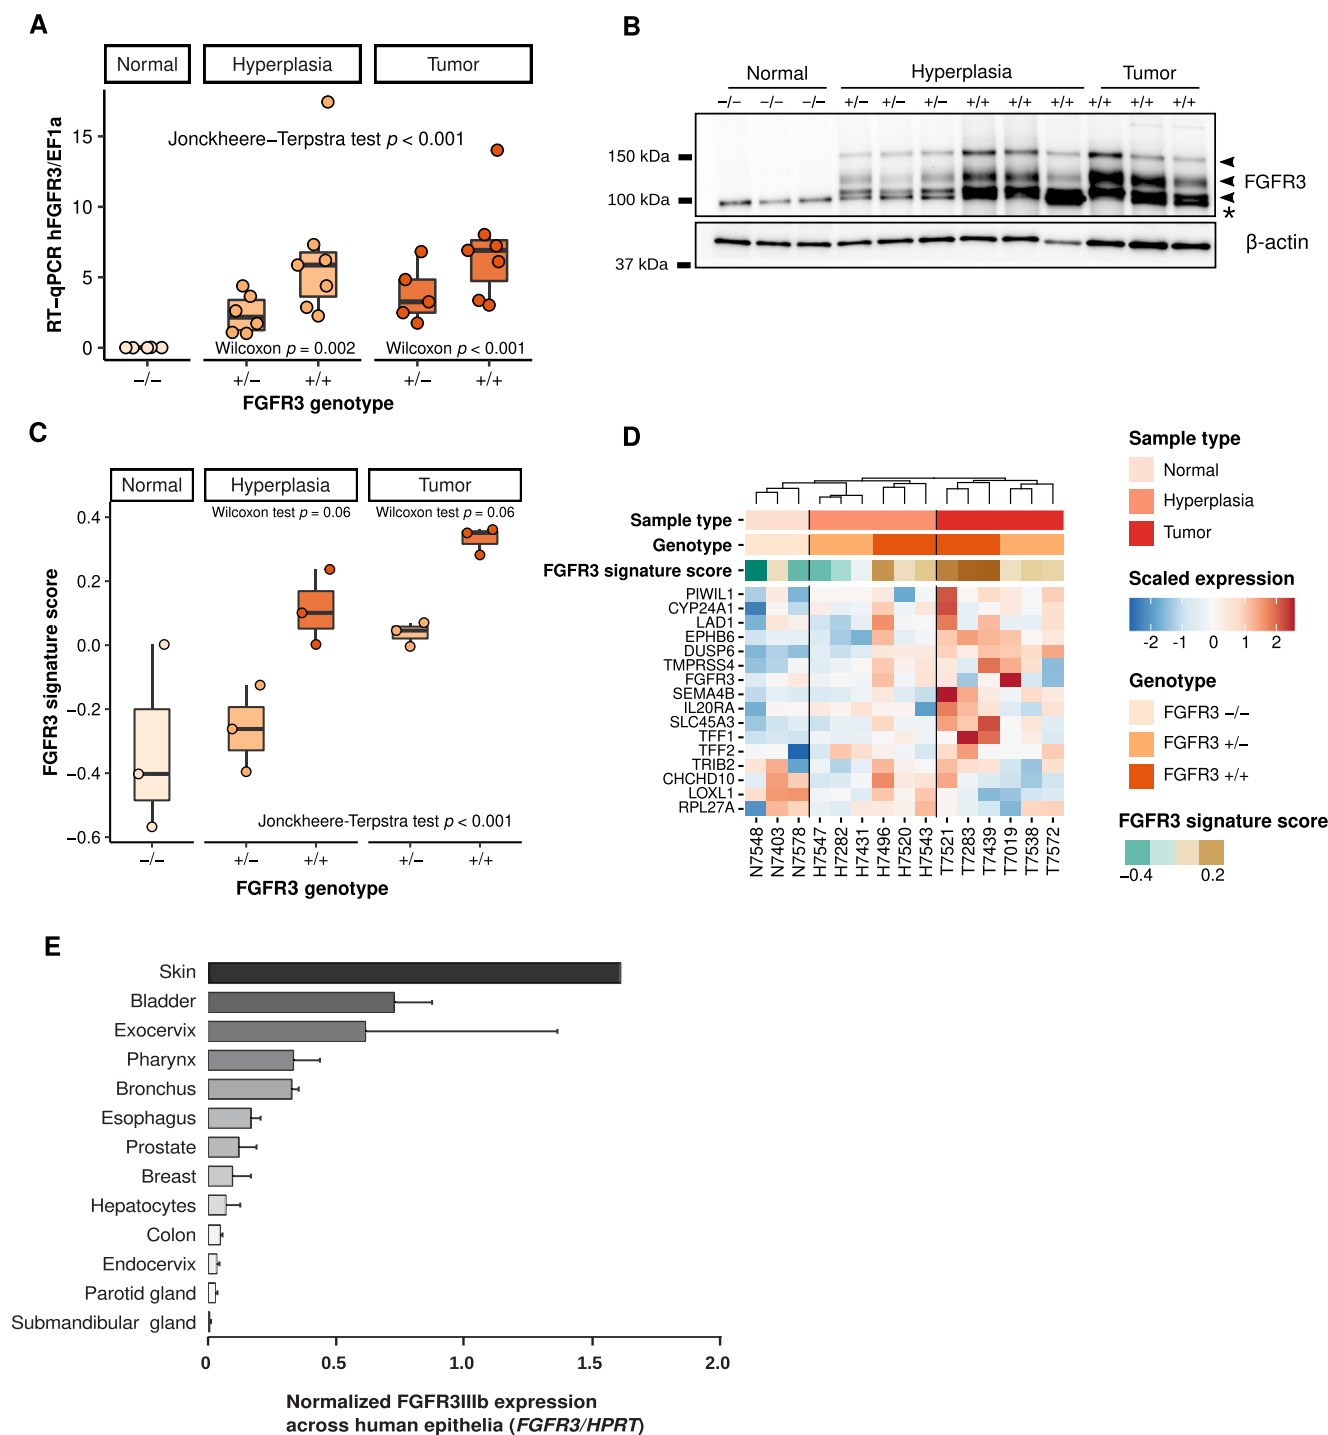 A
Normal
Hyperplasia
Tumor
RT−qPCR hFGFR3/EF1a
15
10
5
0
Jonckheere−Terpstra test p < 0.001
Wilcoxon p = 0.002
Wilcoxon p < 0.001
−/−
+/−
+/+
+/−
+/+
FGFR3 genotype
B
Normal
Hyperplasia
Tumor
−/− −/− −/− +/− +/− +/− +/+ +/+ +/+ +/+ +/+ +/+
150 kDa
100 kDa
37 kDa
FGFR3
*
β-actin
C
Normal
Hyperplasia
Tumor
Wilcoxon test p = 0.06
Wilcoxon test p = 0.06
FGFR3 signature score
0.4
0.2
0.0
−0.2
−0.4
−0.6
Jonckheere-Terpstra test p < 0.001
−/−
+/−
+/+
+/−
+/+
FGFR3 genotype
D
Sample type
Genotype
FGFR3 signature score
PIWIL1
CYP24A1
LAD1
EPHB6
DUSP6
TMPRSS4
FGFR3
SEMA4B
IL20RA
SLC45A3
TFF1
TFF2
TRIB2
CHCHD10
LOXL1
RPL27A
N7548
N7403
N7578
H7547
H7282
H7431
H7496
H7520
H7543
T7521
T7283
T7439
T7019
T7538
T7572
Sample type
Normal
Hyperplasia
Tumor
Scaled expression
-2 -1 0 1 2
Genotype
FGFR3 −/−
FGFR3 +/−
FGFR3 +/+
FGFR3 signature score
−0.4 0.2
E
Skin
Bladder
Exocervix
Pharynx
Bronchus
Esophagus
Prostate
Breast
Hepatocytes
Colon
Endocervix
Parotid gland
Submandibular gland
0 0.5 1.0 1.5 2.0
Normalized FGFR3IIIb expression
across human epithelia (FGFR3/HPRT)